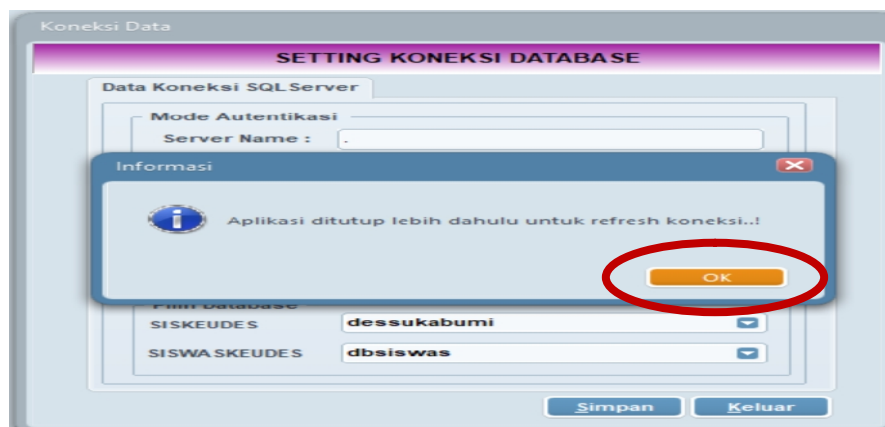 Koneksi Data
SETTING KONEKSI DATABASE
Data Koneksi SQLServer
Mode Autentikasi
Server Name : .
Informasi
Aplikasi ditutup lebih dahulu untuk refresh koneksi..!
OK
Pilih Database
SISKEUDES dessukabumi
SISWASKEUDES dbsiswas
Simpan Keluar